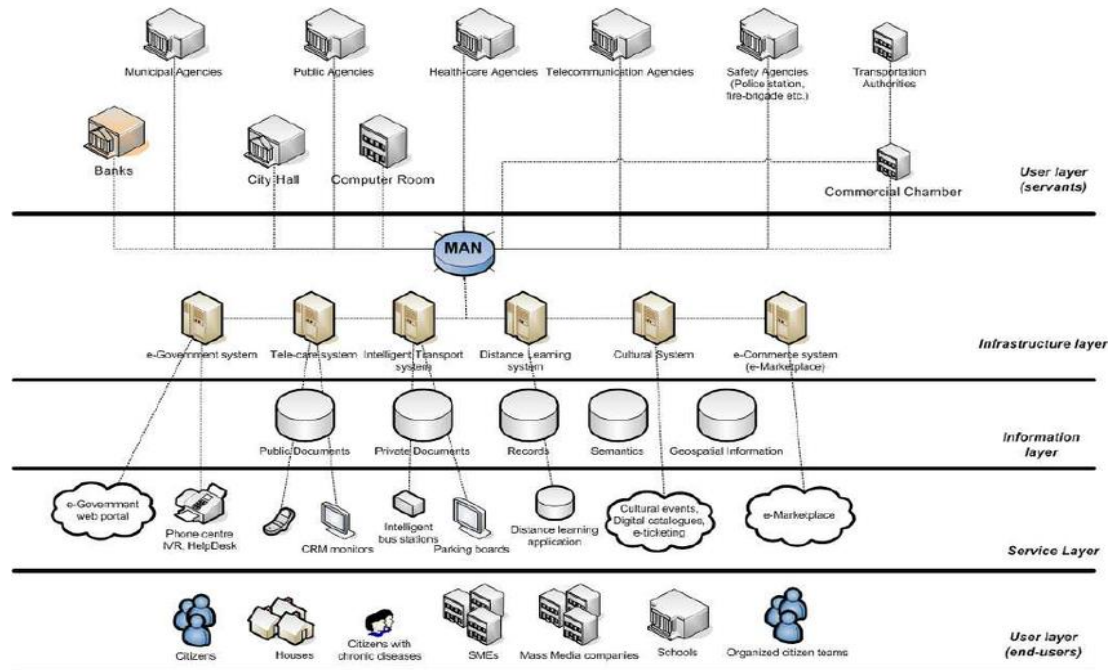 Municipal Agencies
Public Agencies
Health-care Agencies
Telecommunication Agencies
Safety Agencies
(Police station,
fire-brigade etc.)
Transportation
Authorities
Banks
City Hall
Computer Room
Commercial Chamber
User layer
(servants)
MAN
e-Government system
Tele-care system
Intelligent Transport
system
Distance Learning
system
Cultural System
e-Commerce system
(e-Marketplace)
Infrastructure layer
Public Documents
Private Documents
Records
Semantics
Geospatial Information
Information
layer
e-Government
web portal
Phone centre
IVR, HelpDesk
CRM monitors
Intelligent
bus stations
Parking boards
Distance learning
application
Cultural events,
Digital catalogues,
e-ticketing
e-Marketplace
Service Layer
Citizens
Houses
Citizens with
chronic diseases
SMEs
Mass Media companies
Schools
Organized citizen teams
User layer
(end-users)